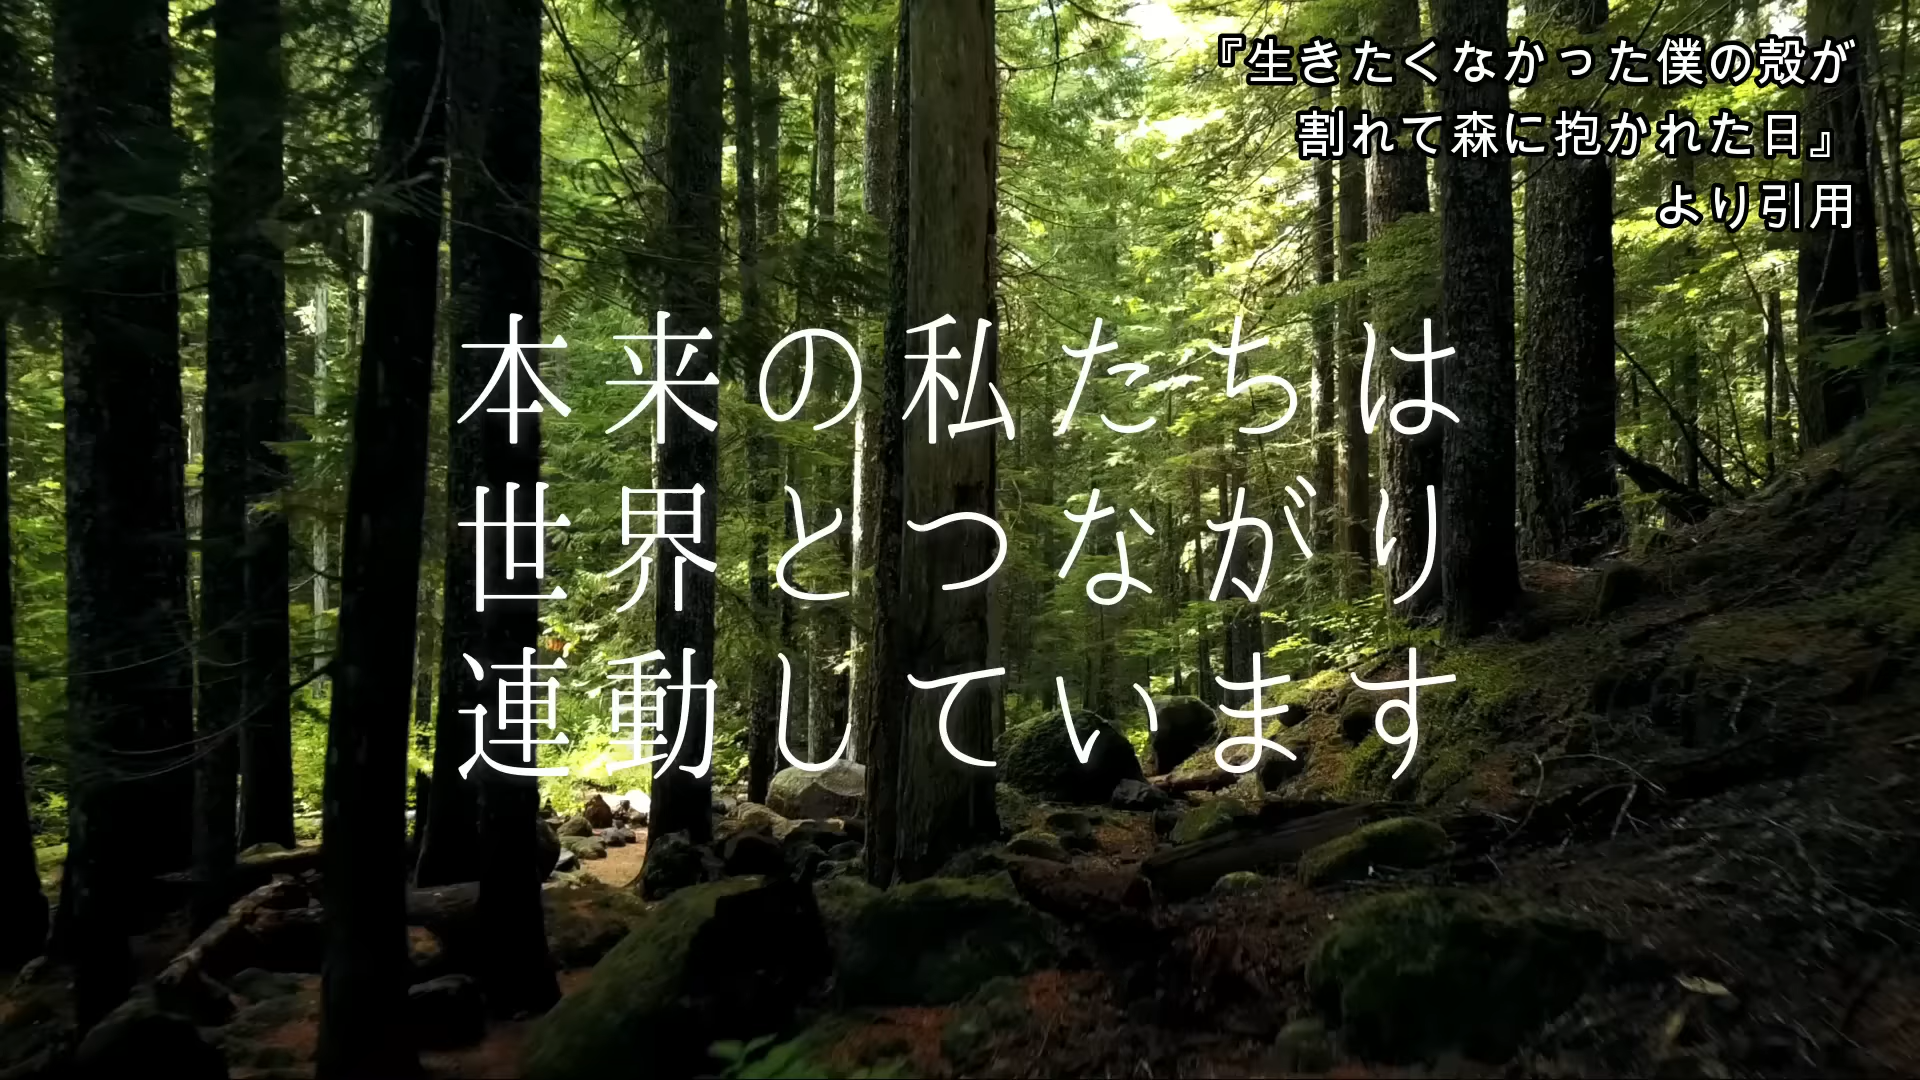 『生きたくなかった僕の殻が
割れて森に抱かれた日』
より引用
本来の私たちは
世界とつながり
連動しています